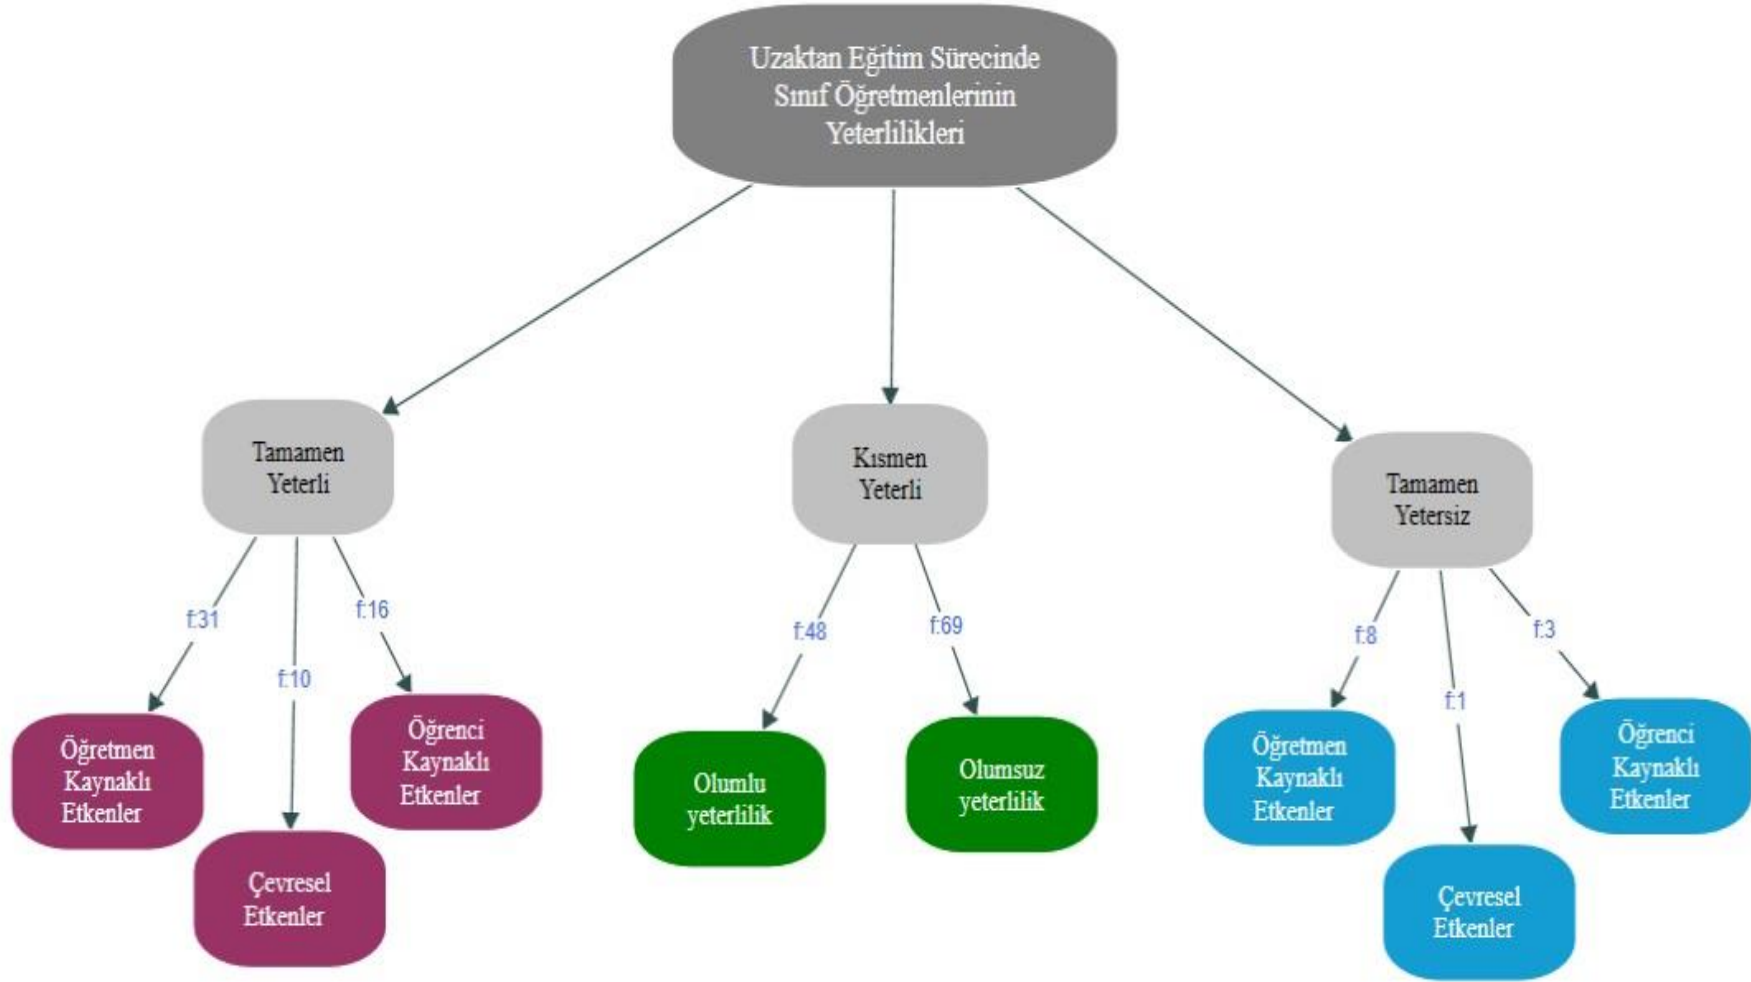 Uzaktan Eğitim Sürecinde
Sınıf Öğretmenlerinin
Yeterlilikleri
Tamamen
Yeterli
Kısmen
Yeterli
Tamamen
Yetersiz
f:31
f:10
f:16
f:48
f:69
f:8
f:1
f:3
Öğretmen
Kaynaklı
Etkenler
Çevresel
Etkenler
Öğrenci
Kaynaklı
Etkenler
Olumlu
yeterlilik
Olumsuz
yeterlilik
Öğretmen
Kaynaklı
Etkenler
Çevresel
Etkenler
Öğrenci
Kaynaklı
Etkenler